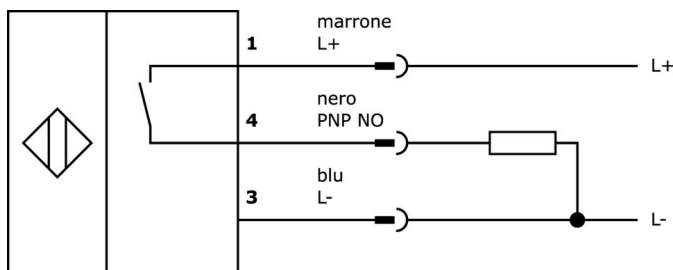 marrone
1 L+
L+
nero
4 PNP NO
blu
3 L-
L-